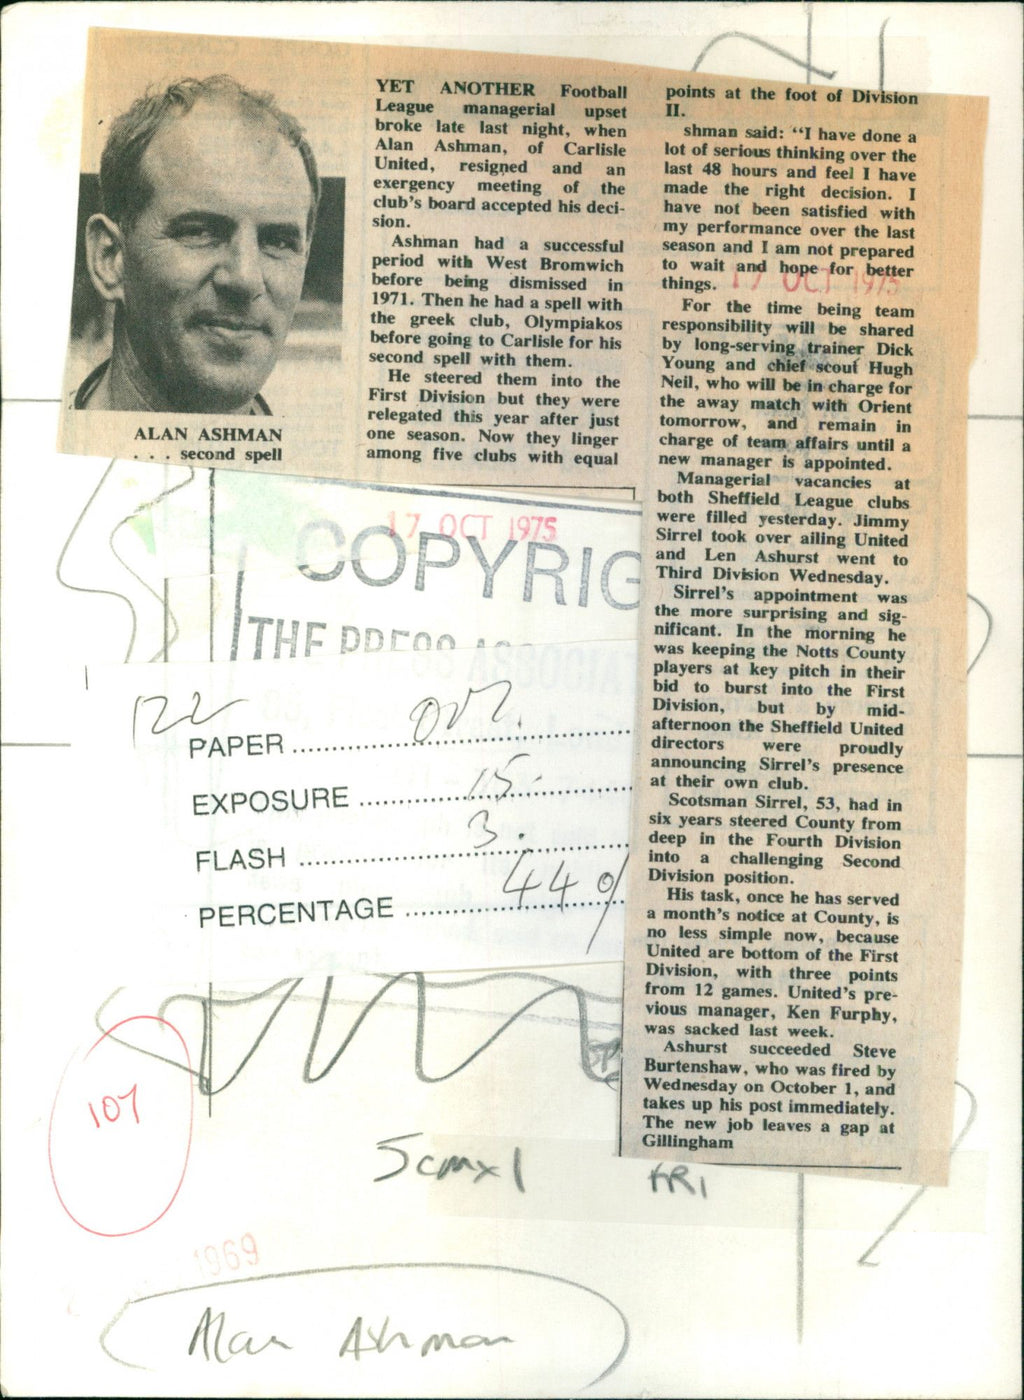 ALAN ASHMAN
. . . second spell
YET ANOTHER Football
League managerial upset
broke late last night, when
Alan Ashman, of Carlisle
United, resigned and an
exergency meeting of the
club's board accepted his deci-
sion.
Ashman had a successful
period with West Bromwich
before being dismissed in
1971. Then he had a spell with
the greek club, Olympiakos
before going to Carlisle for his
second spell with them.
He steered them into the
First Division but they were
relegated this year after just
one season. Now they linger
among five clubs with equal
points at the foot of Division
II.
shman said: "I have done a
lot of serious thinking over the
last 48 hours and feel I have
made the right decision. I
have not been satisfied with
my performance over the last
season and I am not prepared
to wait and hope for better
things.
17 OCT 1975
For the time being team
responsibility will be shared
by long-serving trainer Dick
Young and chief scout Hugh
Neil, who will be in charge for
the away match with Orient
tomorrow, and remain in
charge of team affairs until a
new manager is appointed.
Managerial vacancies at
both Sheffield League clubs
were filled yesterday. Jimmy
Sirrel took over ailing United
and Len Ashurst went to
Third Division Wednesday.
Sirrel's appointment was
the more surprising and sig-
nificant. In the morning he
was keeping the Notts County
players at key pitch in their
bid to burst into the First
Division, but by mid-
afternoon the Sheffield United
directors were proudly
announcing Sirrel's presence
at their own club.
Scotsman Sirrel, 53, had in
six years steered County from
deep in the Fourth Division
into a challenging Second
Division position.
His task, once he has served
a month's notice at County, is
no less simple now, because
United are bottom of the First
Division, with three points
from 12 games. United's pre-
vious manager, Ken Furphy,
was sacked last week.
Ashurst succeeded Steve
Burtenshaw, who was fired by
Wednesday on October 1, and
takes up his post immediately.
The new job leaves a gap at
Gillingham
17 OCT 1975
COPYRIG
THE PRESS ASSOCIAT
PAPER
EXPOSURE 15.
FLASH 3.
PERCENTAGE 44%
107
5cmx1
FRI
1969
Alan Ashman